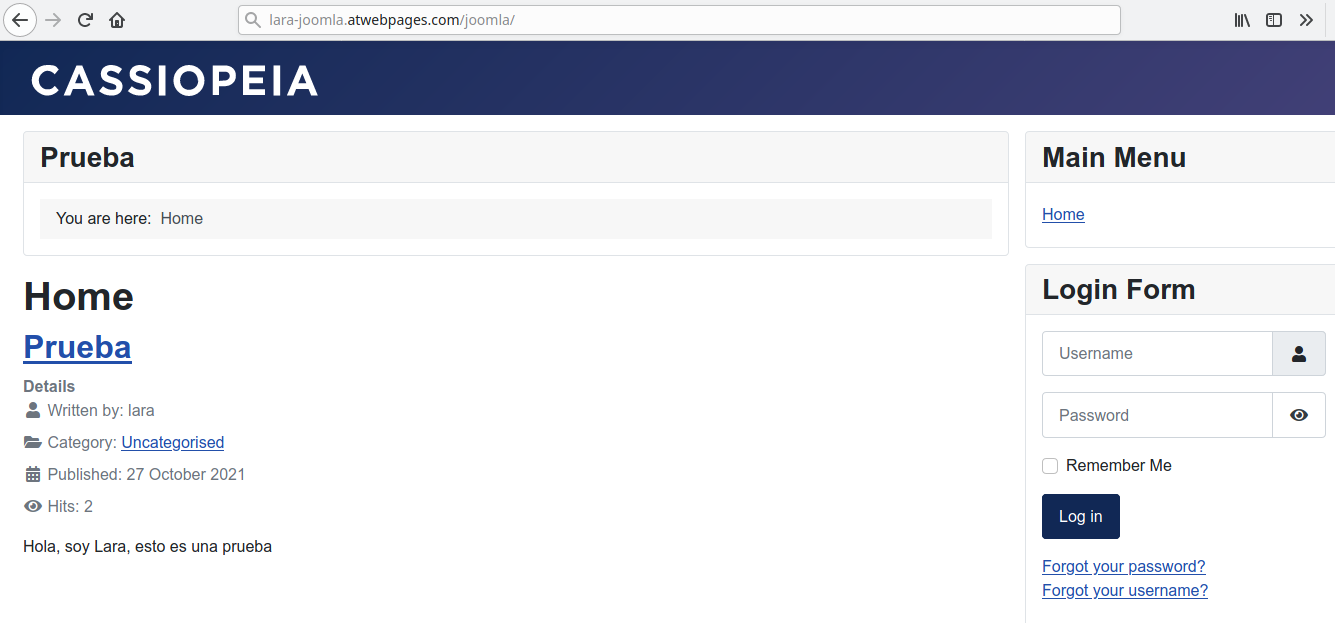 lara-joomla.atwebpages.com/joomla/
CASSIOPEIA
Prueba
You are here: Home
Home
Prueba
Details
Written by: lara
Category: Uncategorised
Published: 27 October 2021
Hits: 2
Hola, soy Lara, esto es una prueba
Main Menu
Home
Login Form
Username
Password
Remember Me
Log in
Forgot your password?
Forgot your username?